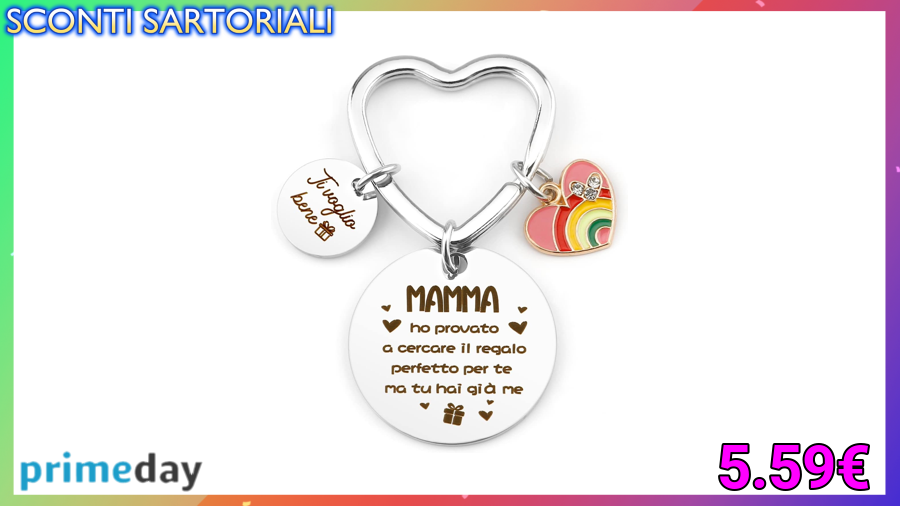 SCONTI SARTORIALI
Ti voglio
bene
MAMMA
ho provato
a cercare il regalo
perfetto per te
ma tu hai già me
primeday
5.59€